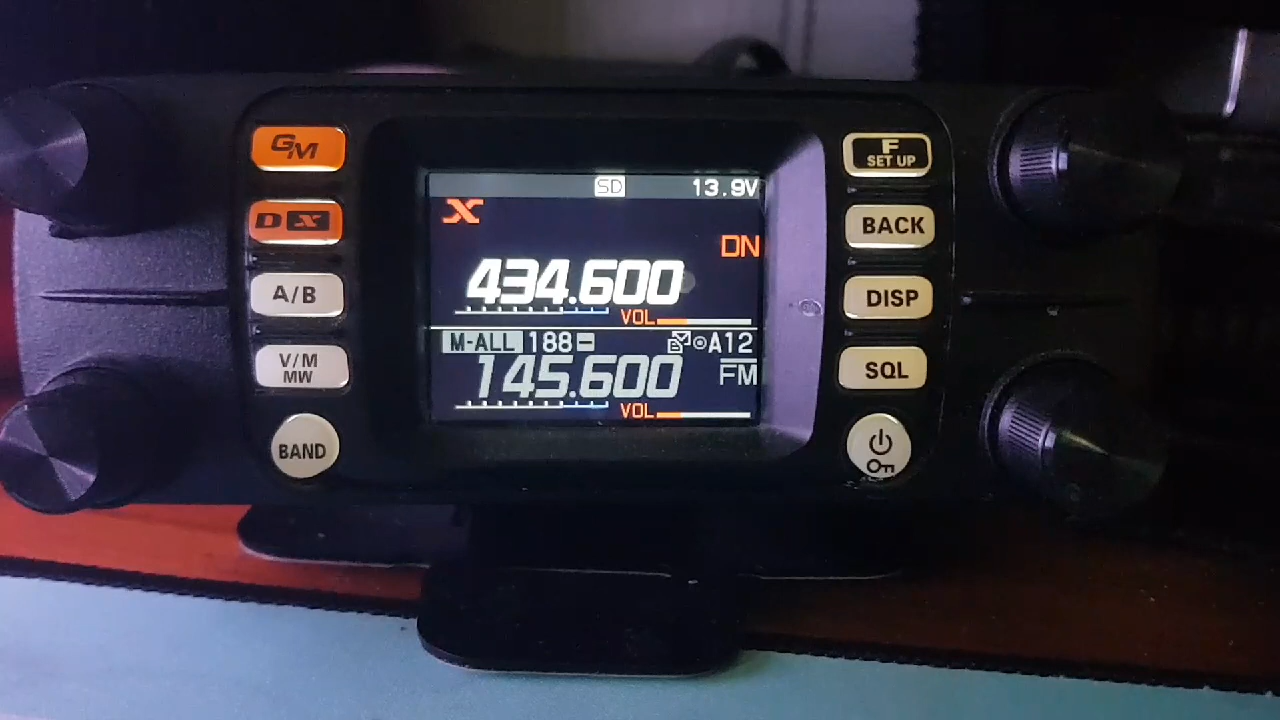 GM
DX
A/B
V/M
MW
BAND
SD 13.9V
X
DN
434.600
VOL
M-ALL 188 A12
145.600 FM
VOL
F
SET UP
BACK
DISP
SQL